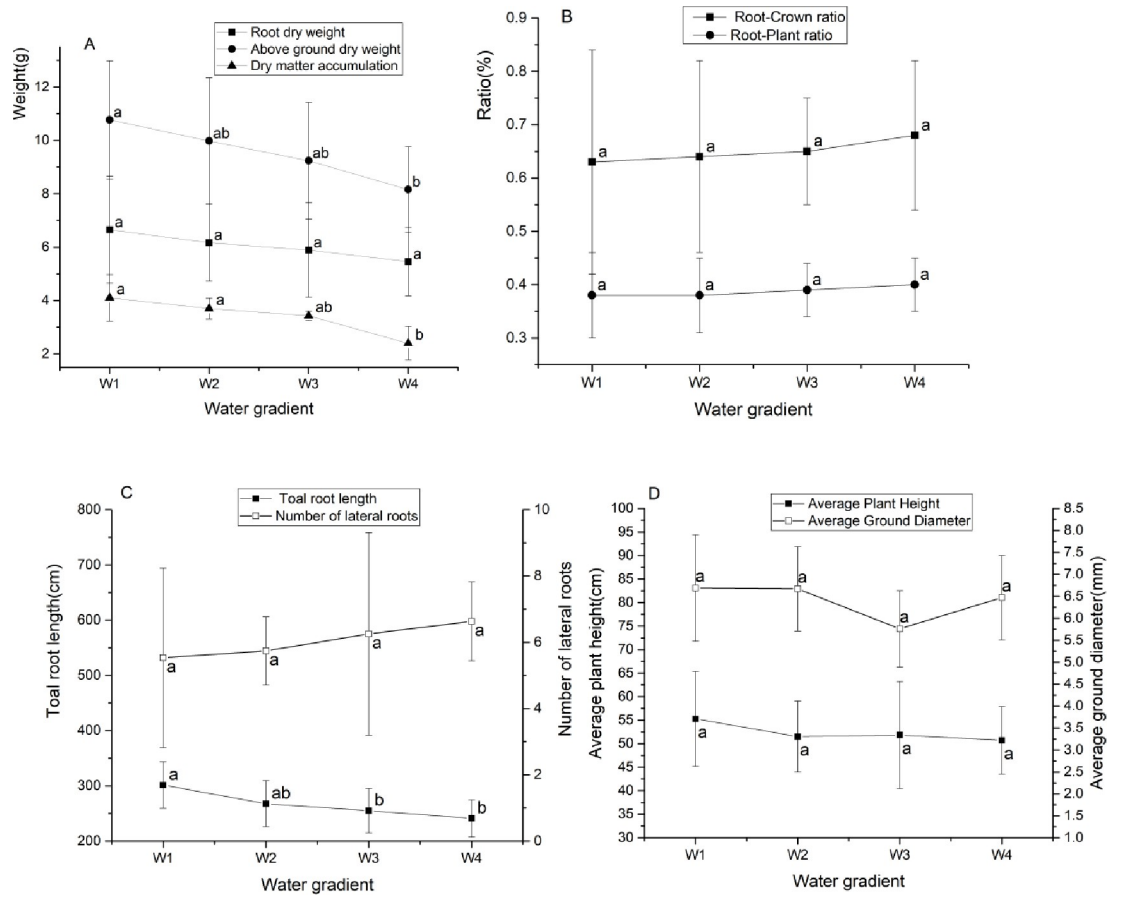 A
Root dry weight
Above ground dry weight
Dry matter accumulation
Weight(g)
12
10
8
6
4
2
a
ab
ab
b
a
a
a
a
a
a
ab
b
W1
W2
W3
W4
Water gradient
B
Root-Crown ratio
Root-Plant ratio
Ratio(%)
0.9
0.8
0.7
0.6
0.5
0.4
0.3
a
a
a
a
a
a
a
a
W1
W2
W3
W4
Water gradient
C
Toal root length
Number of lateral roots
Toal root length(cm)
800
700
600
500
400
300
200
a
a
a
a
a
ab
b
b
10
8
6
4
2
0
Number of lateral roots
W1
W2
W3
W4
Water gradient
D
Average Plant Height
Average Ground Diameter
Average plant height(cm)
100
95
90
85
80
75
70
65
60
55
50
45
40
35
30
a
a
a
a
a
a
a
a
8.5
8.0
7.5
7.0
6.5
6.0
5.5
5.0
4.5
4.0
3.5
3.0
2.5
2.0
1.5
1.0
Average ground diameter(mm)
W1
W2
W3
W4
Water gradient